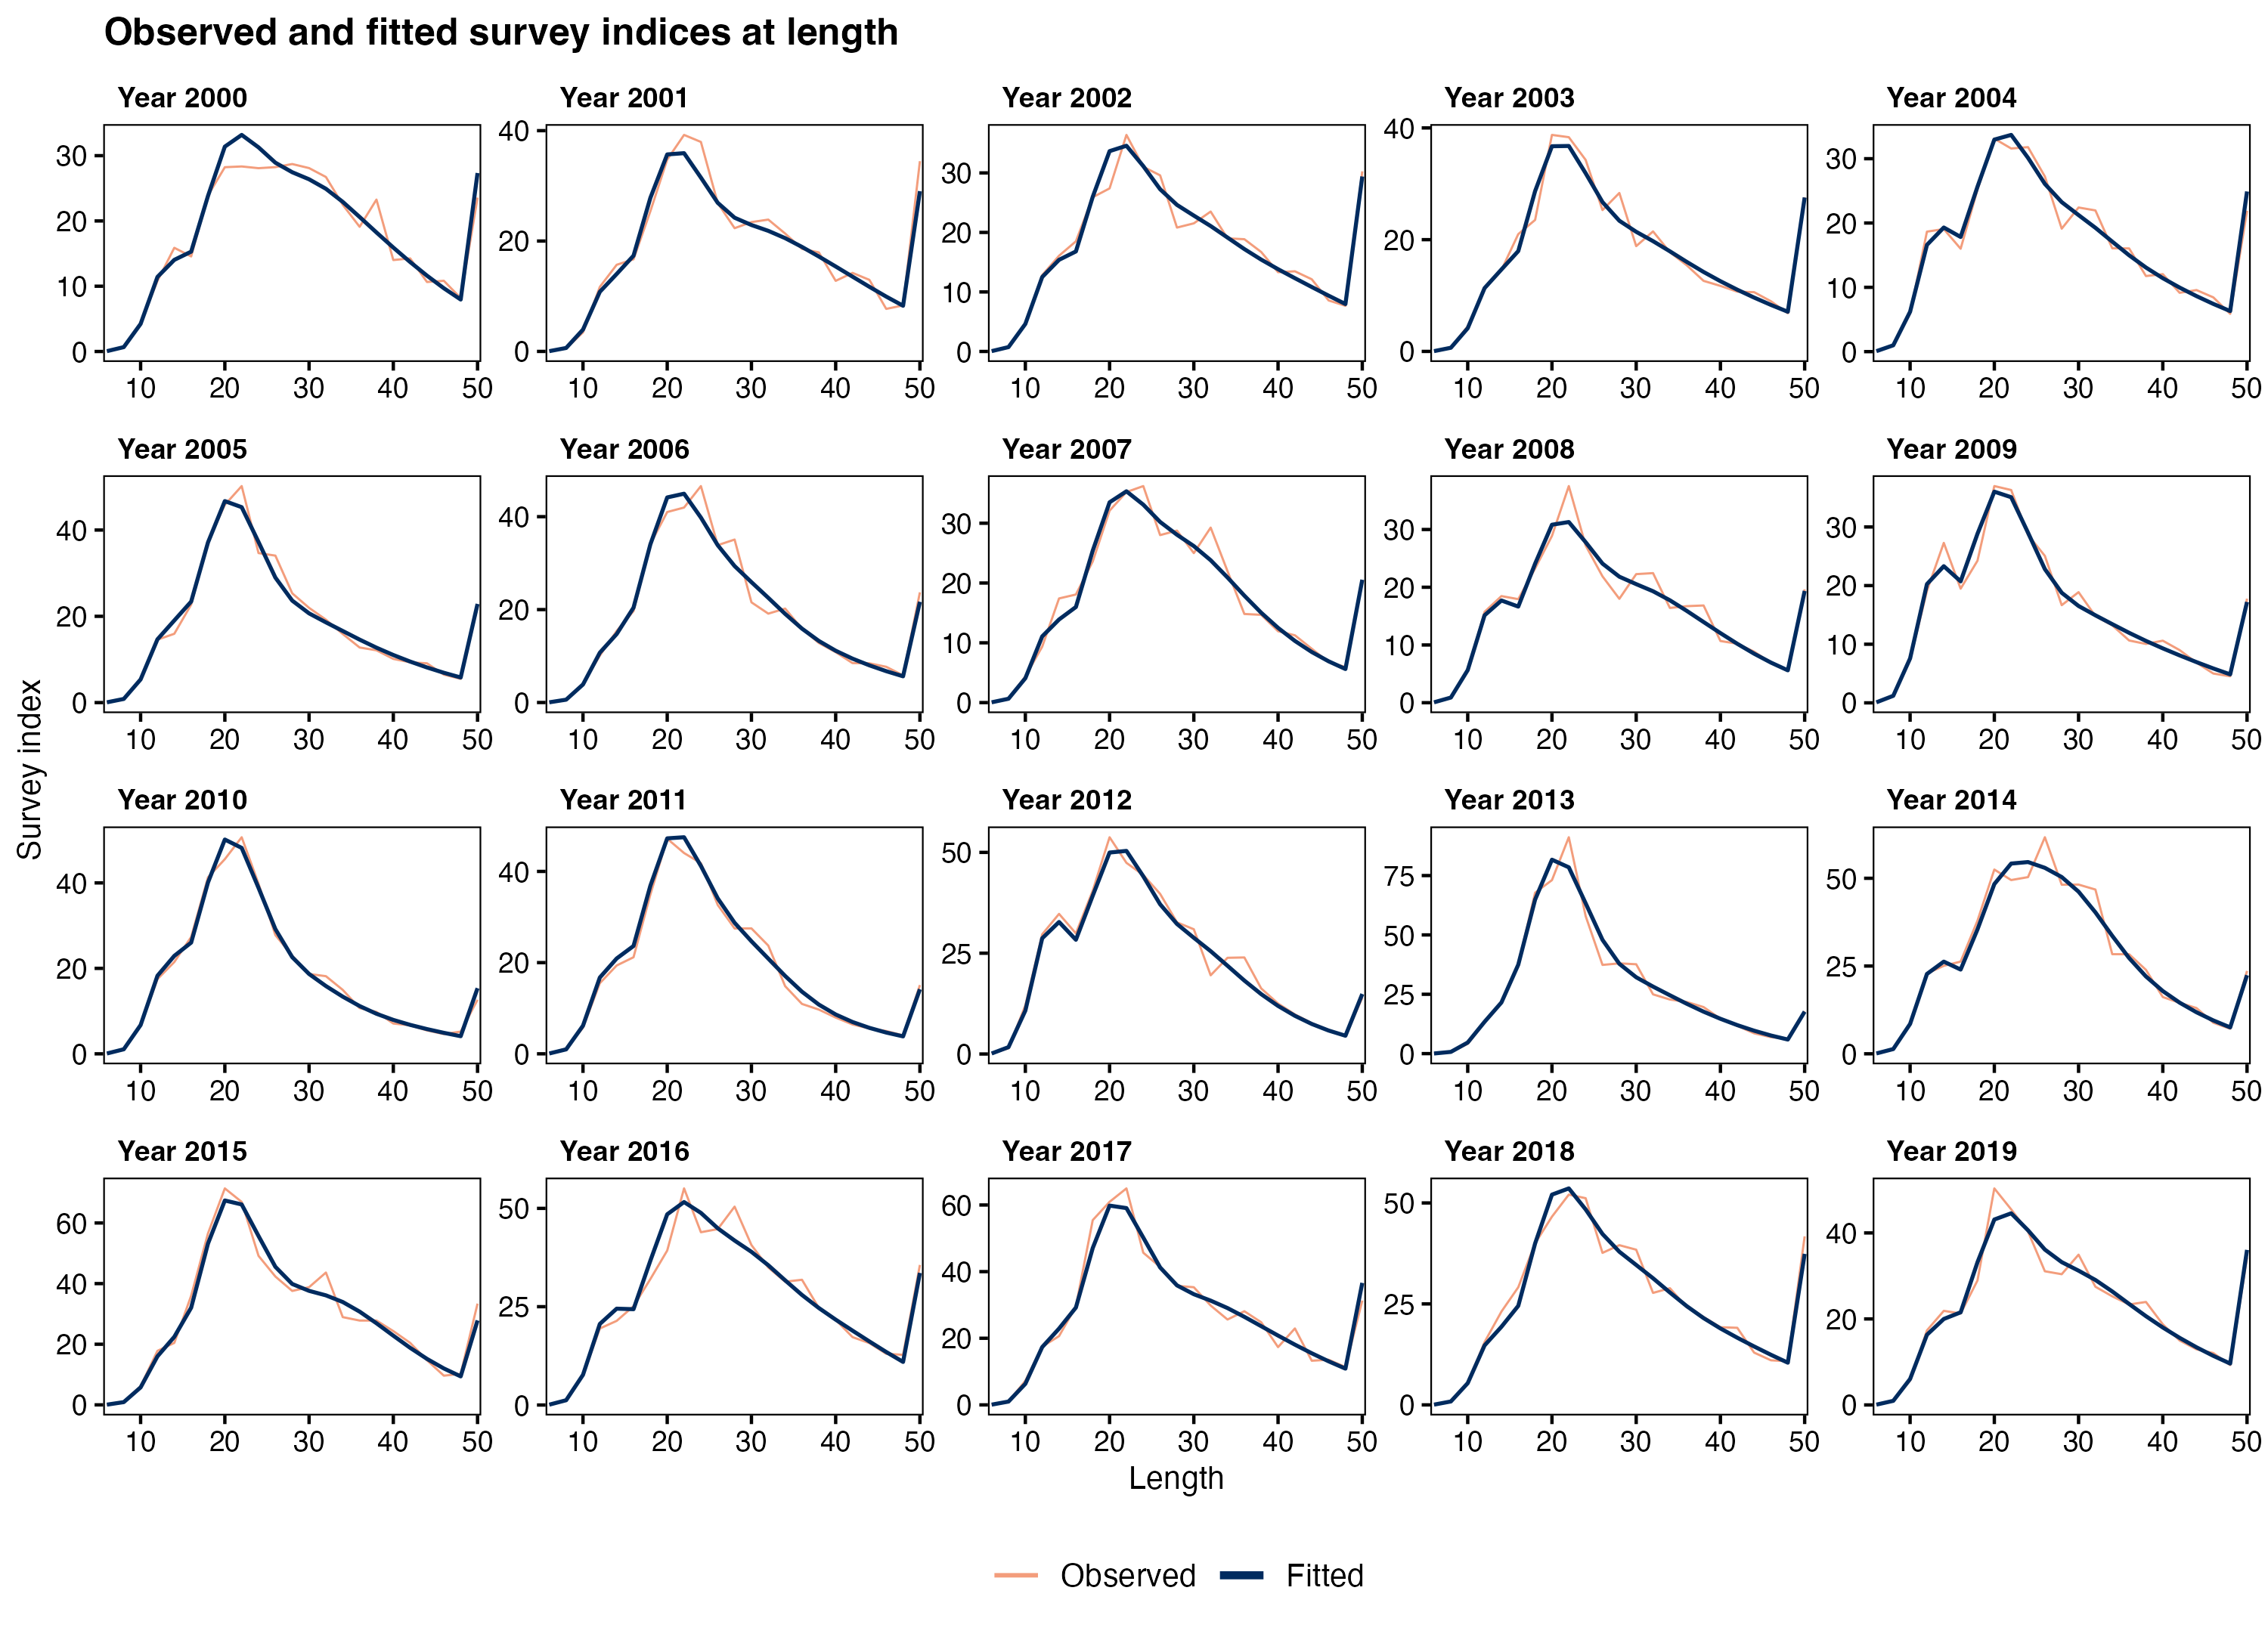 Observed and fitted survey indices at length
Year 2000 Year 2001 Year 2002 Year 2003 Year 2004
0 10 20 30
10 20 30 40 50
0 20 40
10 20 30 40 50
0 10 20 30
10 20 30 40 50
0 20 40
10 20 30 40 50
0 10 20 30
10 20 30 40 50
Year 2005 Year 2006 Year 2007 Year 2008 Year 2009
0 20 40
10 20 30 40 50
0 20 40
10 20 30 40 50
0 10 20 30
10 20 30 40 50
0 10 20 30
10 20 30 40 50
0 10 20 30
10 20 30 40 50
Survey index
Year 2010 Year 2011 Year 2012 Year 2013 Year 2014
0 20 40
10 20 30 40 50
0 20 40
10 20 30 40 50
0 25 50
10 20 30 40 50
0 25 50 75
10 20 30 40 50
0 25 50
10 20 30 40 50
Year 2015 Year 2016 Year 2017 Year 2018 Year 2019
0 20 40 60
10 20 30 40 50
0 25 50
10 20 30 40 50
0 20 40 60
10 20 30 40 50
0 25 50
10 20 30 40 50
0 20 40
10 20 30 40 50
Length
Observed Fitted